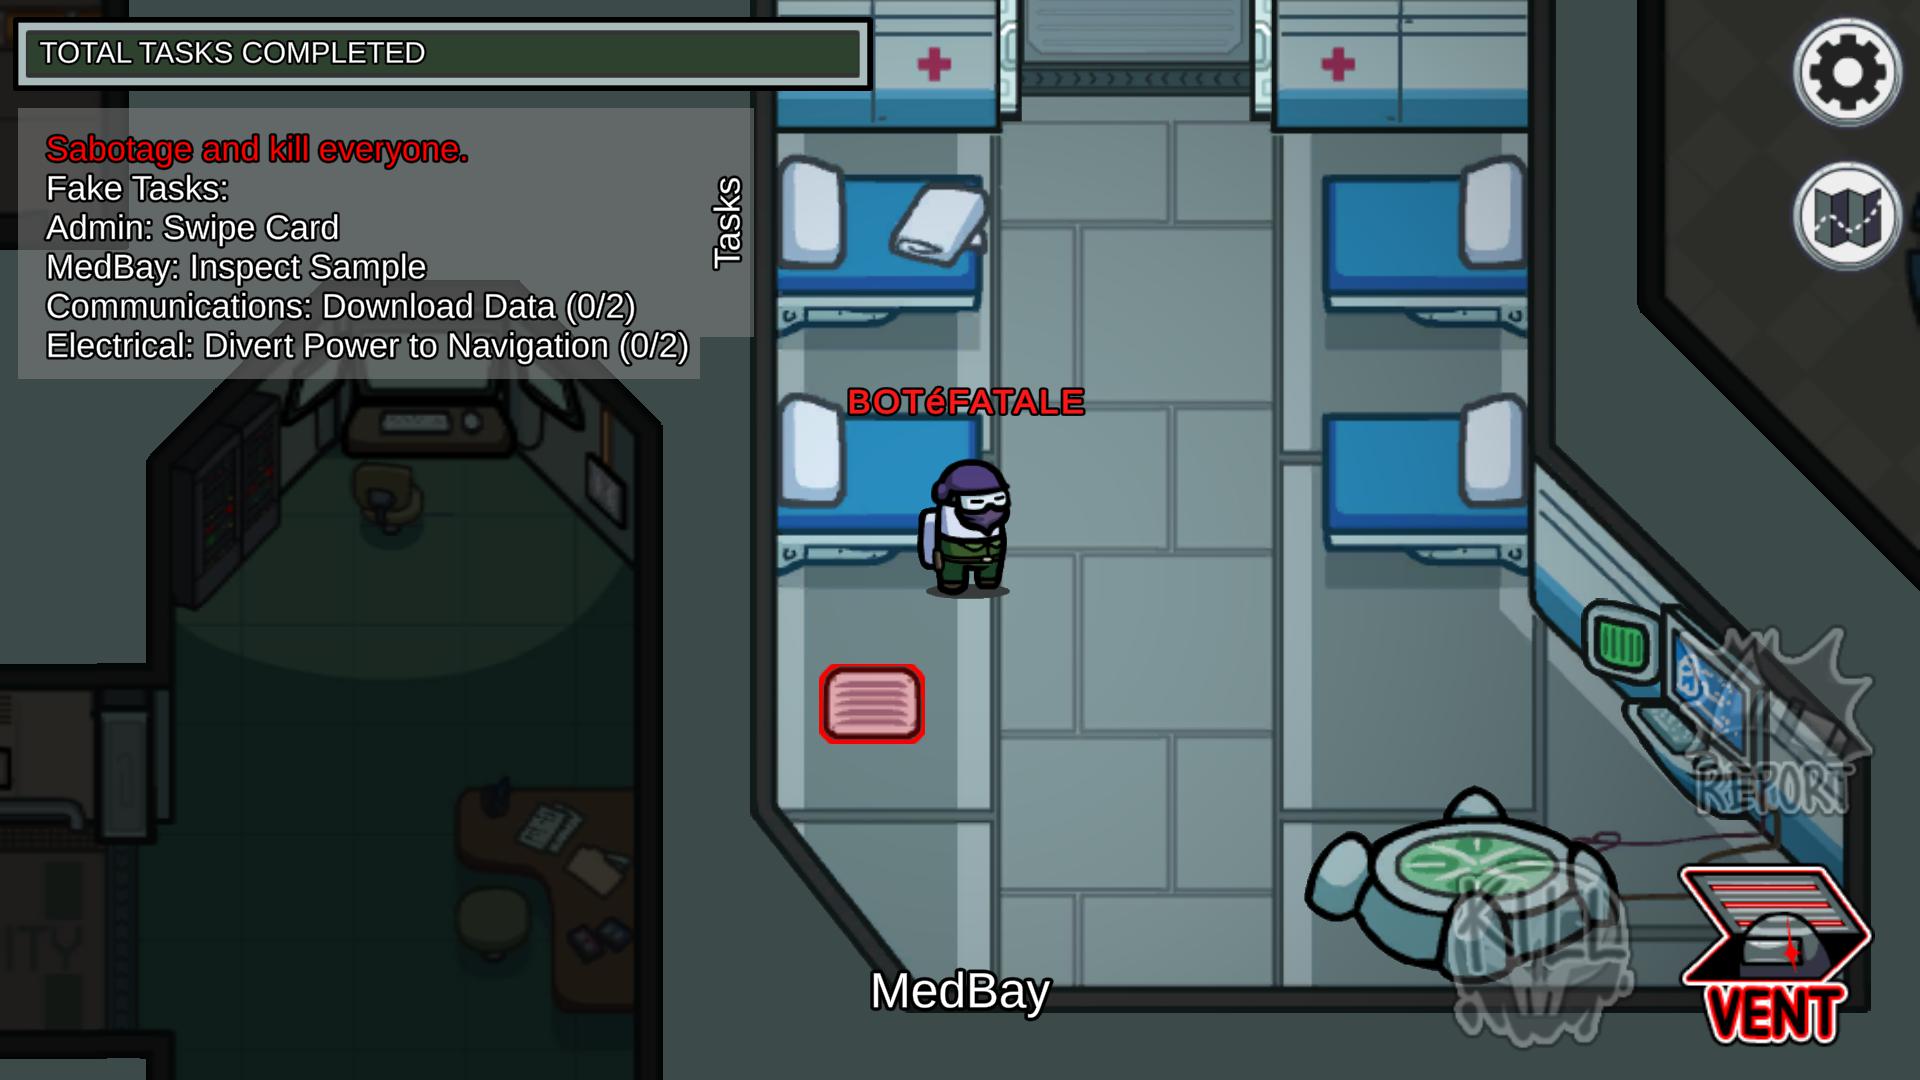 TOTAL TASKS COMPLETED
Sabotage and kill everyone.
Fake Tasks:
Admin: Swipe Card
MedBay: Inspect Sample
Communications: Download Data (0/2)
Electrical: Divert Power to Navigation (0/2)
Tasks
BOTéFATALE
REPORT
ITY
KILL
MedBay
VENT